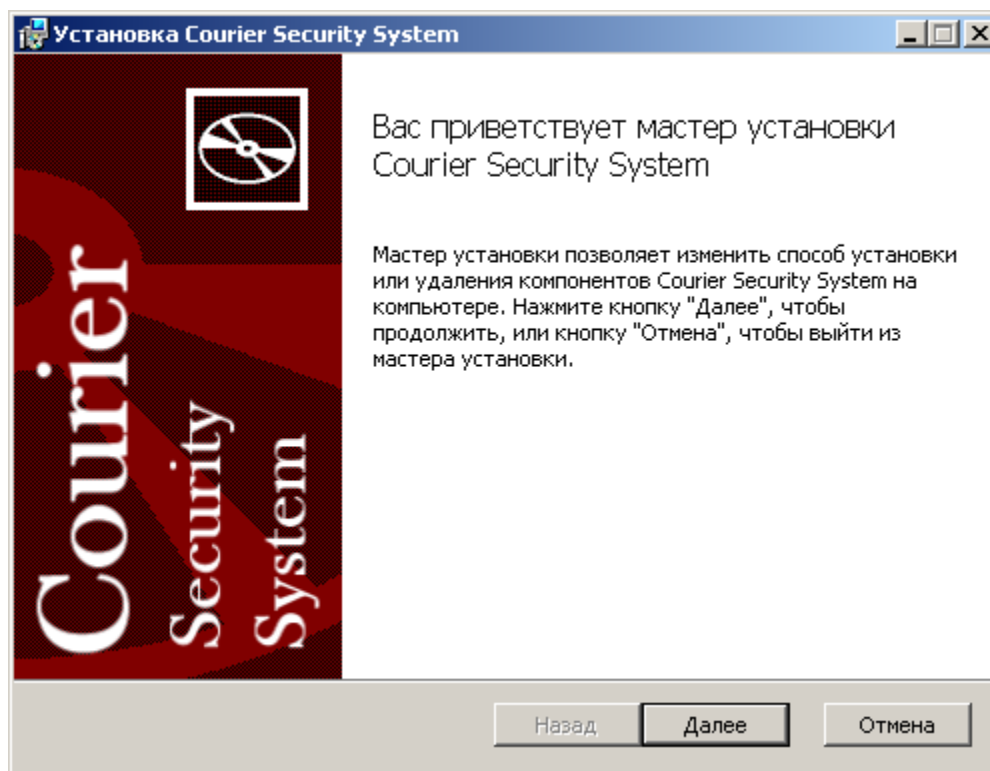 Установка Courier Security System
Courier
Security
System
Вас приветствует мастер установки
Courier Security System
Мастер установки позволяет изменить способ установки
или удаления компонентов Courier Security System на
компьютере. Нажмите кнопку "Далее", чтобы
продолжить, или кнопку "Отмена", чтобы выйти из
мастера установки.
Назад
Далее
Отмена